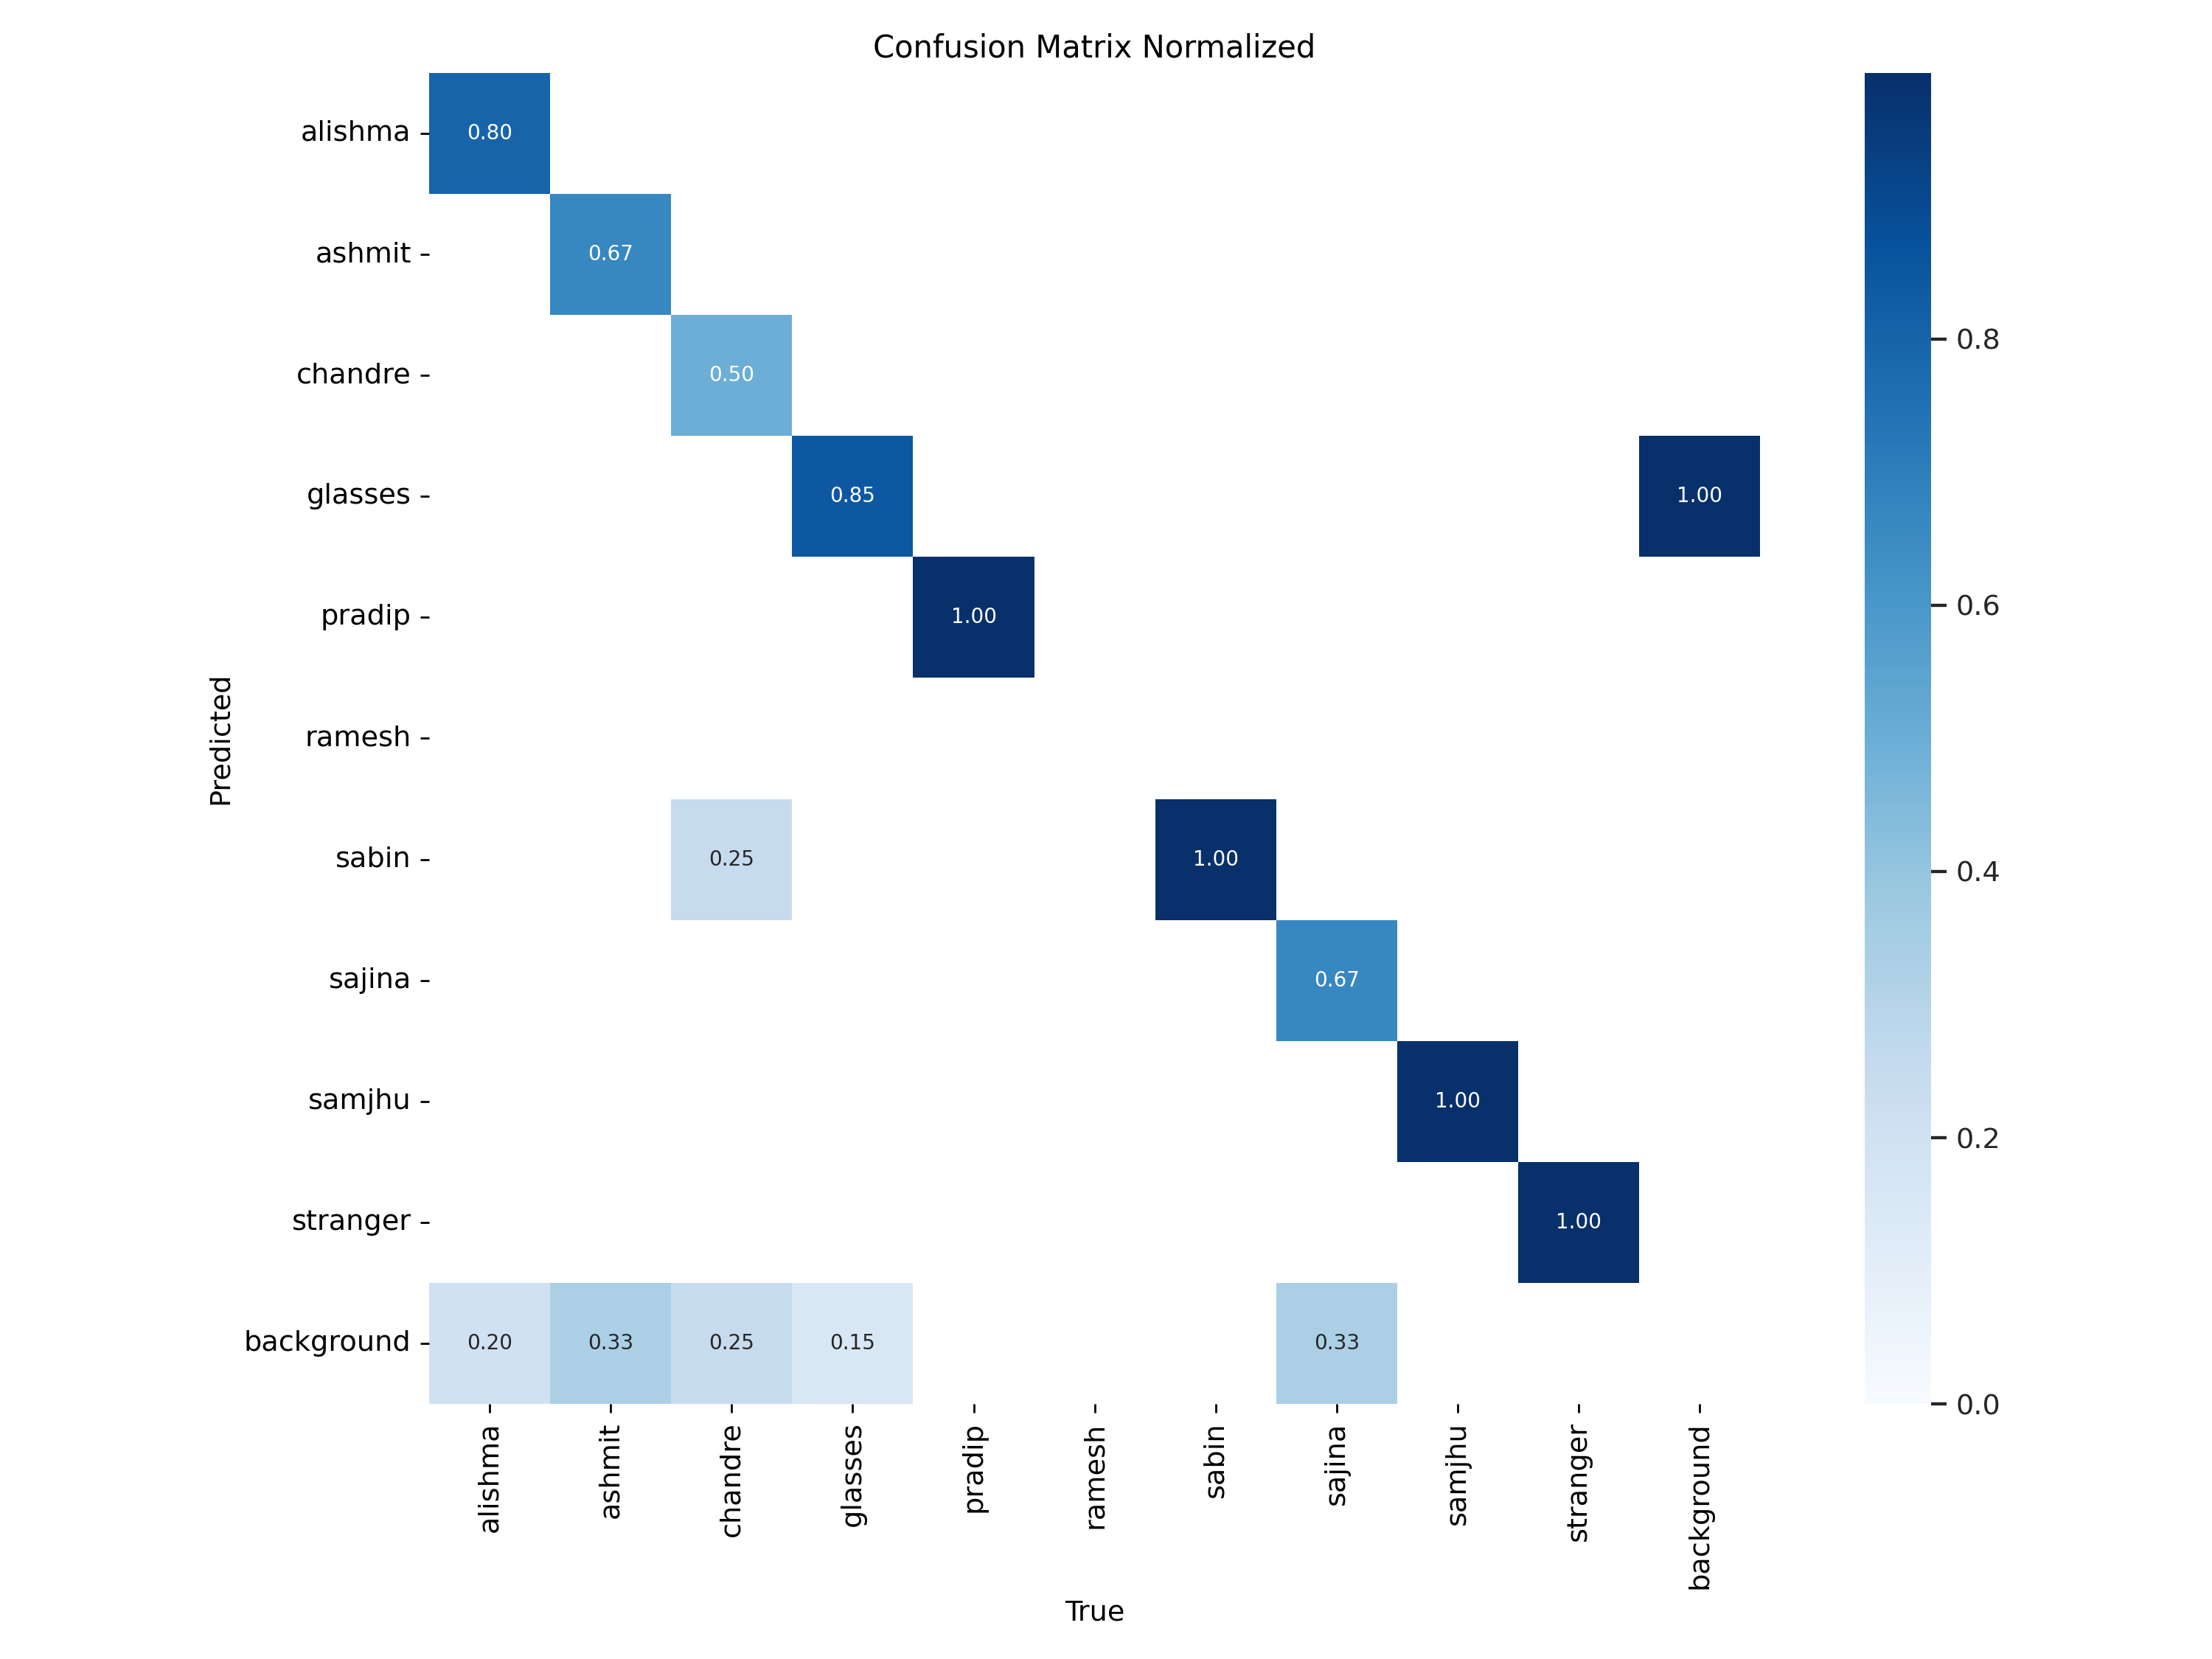 Confusion Matrix Normalized
alishma
0.80
ashmit
0.67
chandre
0.50
glasses
0.85
1.00
pradip
1.00
ramesh
sabin
0.25
1.00
sajina
0.67
samjhu
1.00
stranger
1.00
background
0.20
0.33
0.25
0.15
0.33
Predicted
alishma
ashmit
chandre
glasses
pradip
ramesh
sabin
sajina
samjhu
stranger
background
True
0.8
0.6
0.4
0.2
0.0